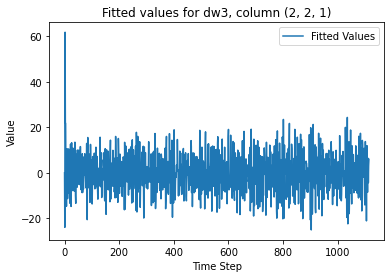 Fitted values for dw3, column (2, 2, 1)
Fitted Values
Value
60
40
20
0
−20
0 200 400 600 800 1000
Time Step